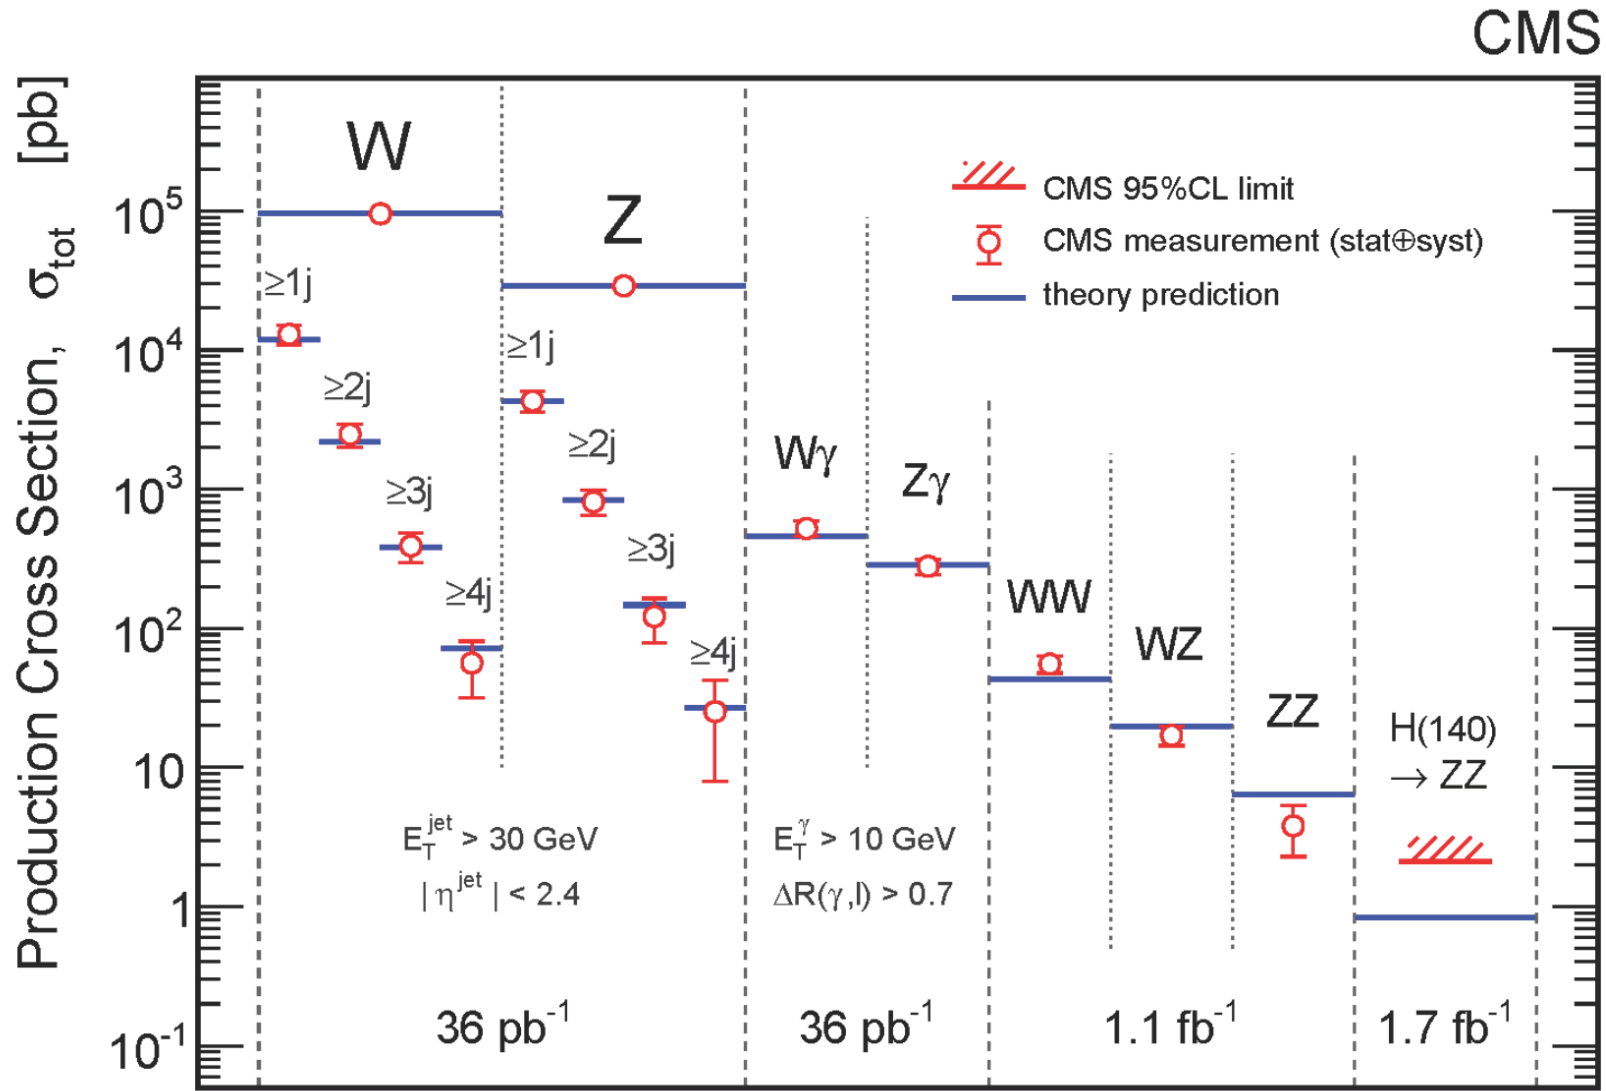 CMS
Production Cross Section, σtot [pb]
10^5
10^4
10^3
10^2
10
1
10^-1
W
≥1j
≥2j
≥3j
≥4j
Z
≥1j
≥2j
≥3j
≥4j
Wγ
Zγ
WW
WZ
ZZ
H(140)
→ ZZ
CMS 95%CL limit
CMS measurement (stat⊕syst)
theory prediction
E_T^jet > 30 GeV
| η^jet | < 2.4
E_T^γ > 10 GeV
ΔR(γ,l) > 0.7
36 pb^-1
36 pb^-1
1.1 fb^-1
1.7 fb^-1